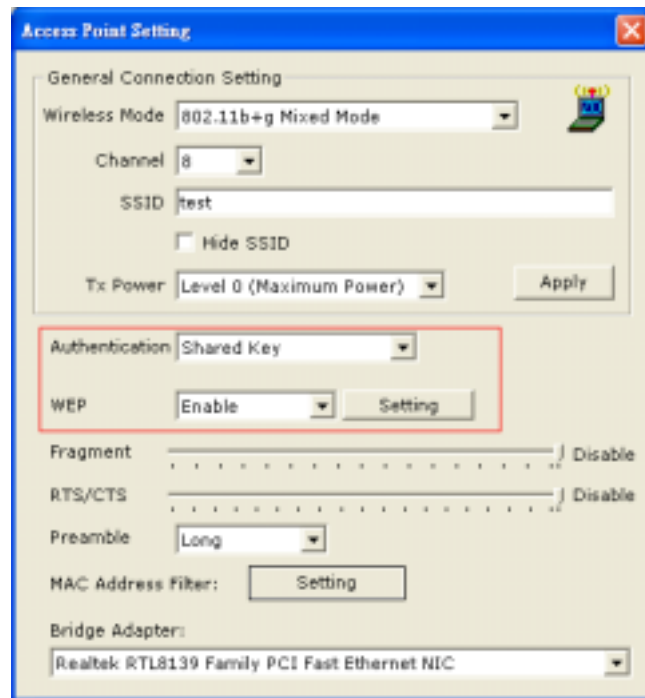 Access Point Setting
General Connection Setting
Wireless Mode 802.11b+g Mixed Mode
Channel 8
SSID test
Hide SSID
Tx Power Level 0 (Maximum Power) Apply
Authentication Shared Key
WEP Enable Setting
Fragment Disable
RTS/CTS Disable
Preamble Long
MAC Address Filter: Setting
Bridge Adapter:
Realtek RTL8139 Family PCI Fast Ethernet NIC